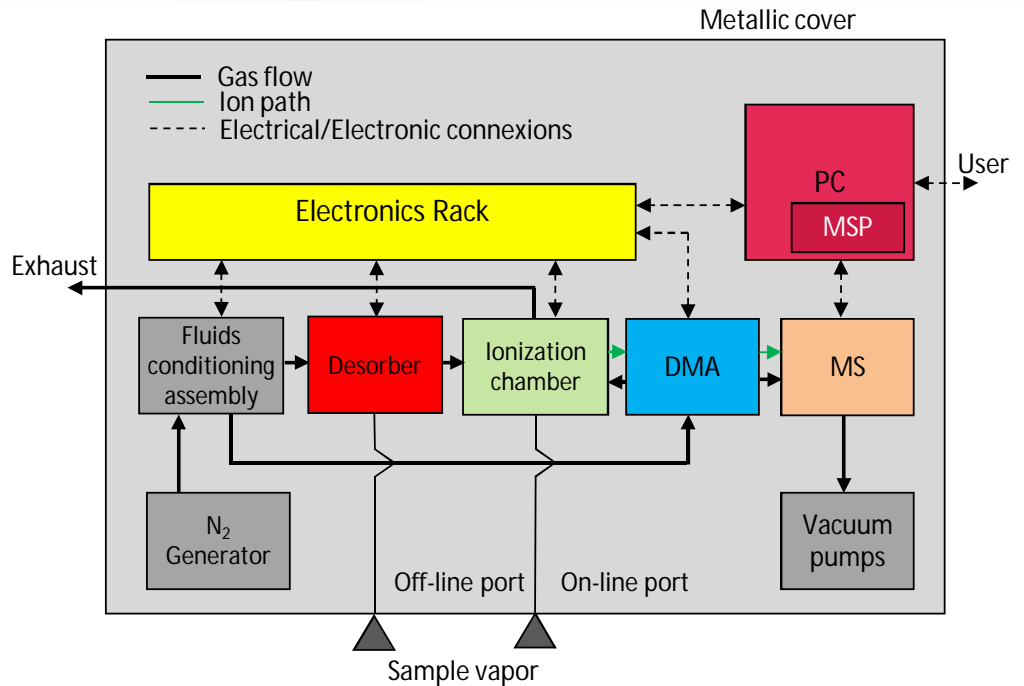 Metallic cover
Gas flow
Ion path
Electrical/Electronic connexions
User
PC
MSP
Electronics Rack
Exhaust
Fluids
conditioning
assembly
Desorber
Ionization
chamber
DMA
MS
N2
Generator
Vacuum
pumps
Off-line port
On-line port
Sample vapor